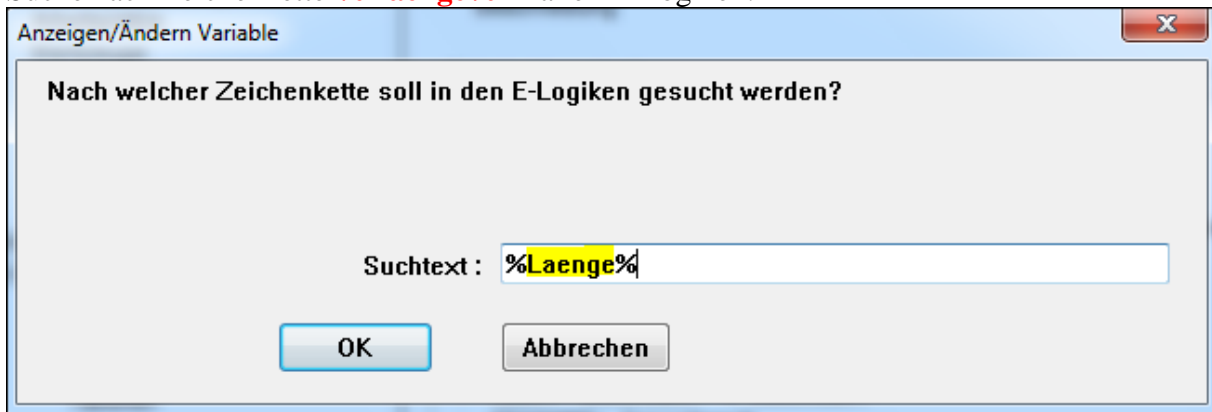 Anzeigen/Ändern Variable
Nach welcher Zeichenkette soll in den E-Logiken gesucht werden?
Suchtext : %Laenge%
OK Abbrechen